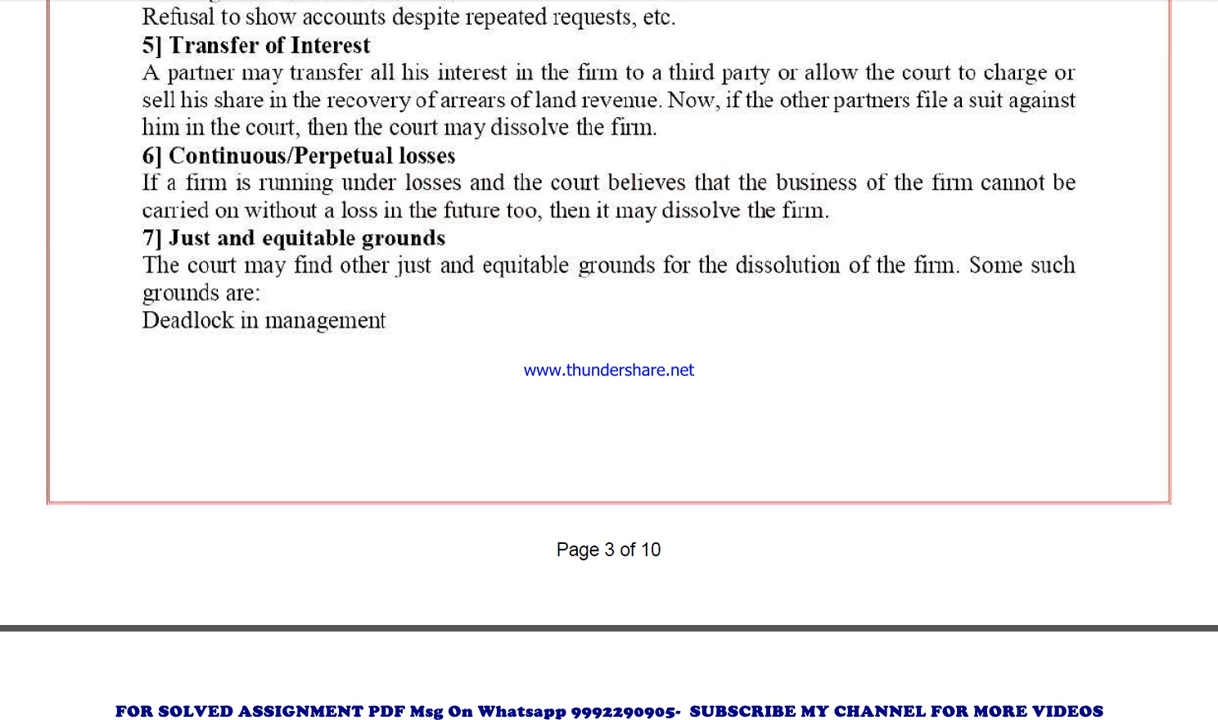 Refusal to show accounts despite repeated requests, etc.
5] Transfer of Interest
A partner may transfer all his interest in the firm to a third party or allow the court to charge or
sell his share in the recovery of arrears of land revenue. Now, if the other partners file a suit against
him in the court, then the court may dissolve the firm.
6] Continuous/Perpetual losses
If a firm is running under losses and the court believes that the business of the firm cannot be
carried on without a loss in the future too, then it may dissolve the firm.
7] Just and equitable grounds
The court may find other just and equitable grounds for the dissolution of the firm. Some such
grounds are:
Deadlock in management
www.thundershare.net
Page 3 of 10
FOR SOLVED ASSIGNMENT PDF Msg On Whatsapp 9992290905- SUBSCRIBE MY CHANNEL FOR MORE VIDEOS